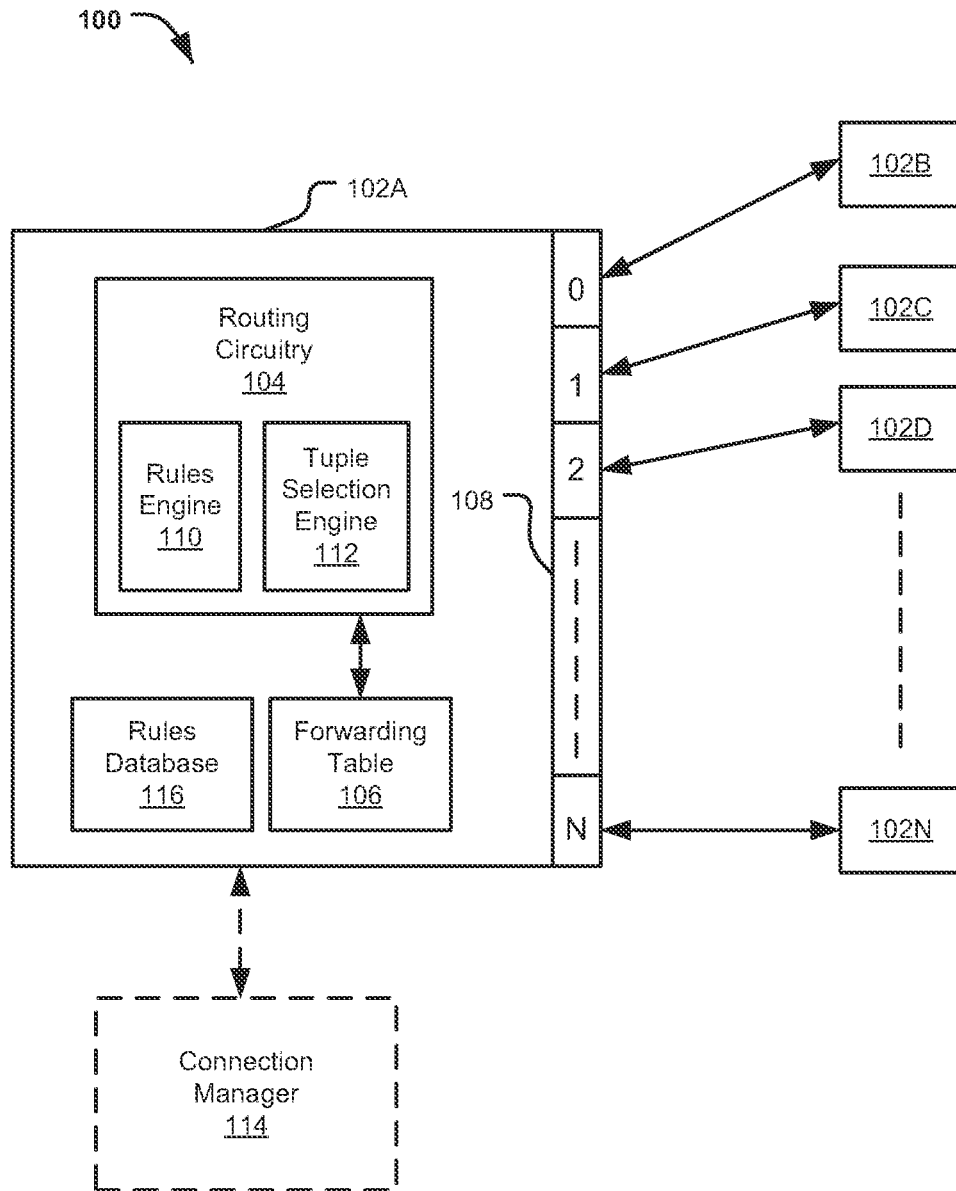 100
102A
102B
0
Routing
Circuitry
104
102C
1
102D
Rules
Engine
110
Tuple
Selection
Engine
112
2
108
Rules
Database
116
Forwarding
Table
106
N
102N
Connection
Manager
114